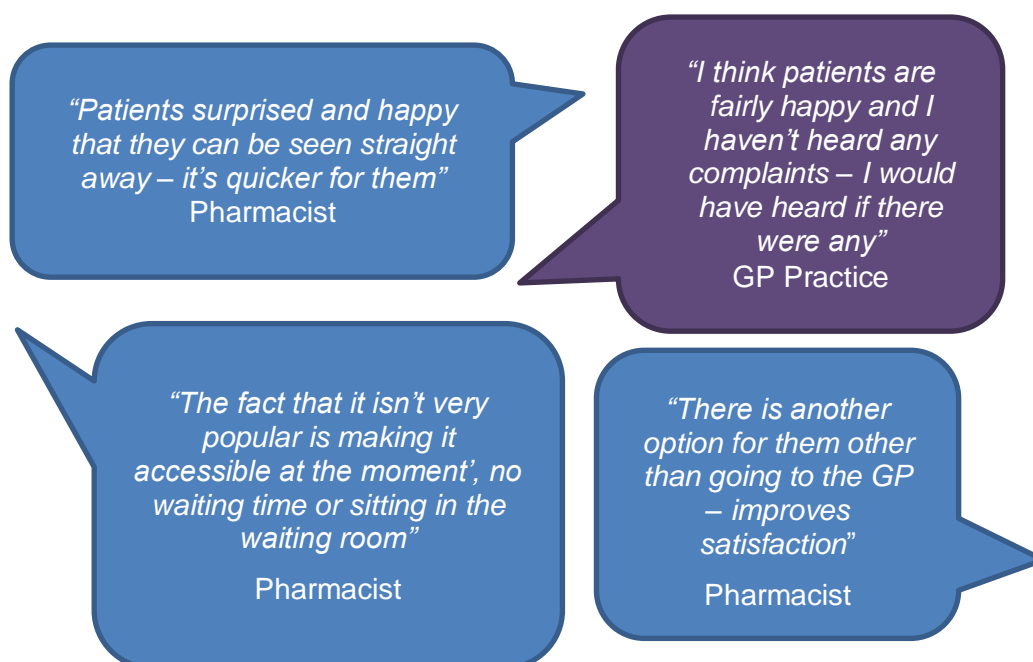 “Patients surprised and happy
that they can be seen straight
away – it’s quicker for them”
Pharmacist
“I think patients are
fairly happy and I
haven’t heard any
complaints – I would
have heard if there
were any”
GP Practice
“The fact that it isn’t very
popular is making it
accessible at the moment’, no
waiting time or sitting in the
waiting room”
Pharmacist
“There is another
option for them other
than going to the GP
– improves
satisfaction”
Pharmacist